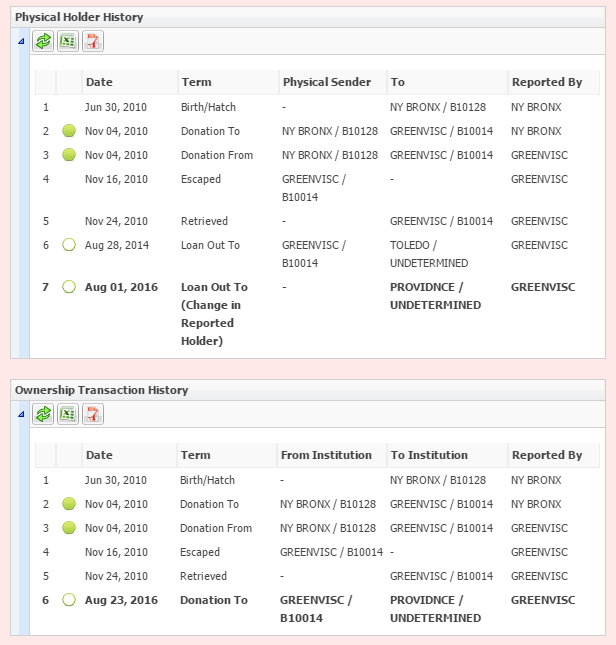 Physical Holder History
Date Term Physical Sender To Reported By
1 Jun 30, 2010 Birth/Hatch - NY BRONX / B10128 NY BRONX
2 Nov 04, 2010 Donation To NY BRONX / B10128 GREENVISC / B10014 NY BRONX
3 Nov 04, 2010 Donation From NY BRONX / B10128 GREENVISC / B10014 GREENVISC
4 Nov 16, 2010 Escaped GREENVISC / - GREENVISC
B10014
5 Nov 24, 2010 Retrieved - GREENVISC / B10014 GREENVISC
6 Aug 28, 2014 Loan Out To GREENVISC / TOLEDO / GREENVISC
B10014 UNDETERMINED
7 Aug 01, 2016 Loan Out To - PROVIDNCE / GREENVISC
(Change in UNDETERMINED
Reported
Holder)
Ownership Transaction History
Date Term From Institution To Institution Reported By
1 Jun 30, 2010 Birth/Hatch - NY BRONX / B10128 NY BRONX
2 Nov 04, 2010 Donation To NY BRONX / B10128 GREENVISC / B10014 NY BRONX
3 Nov 04, 2010 Donation From NY BRONX / B10128 GREENVISC / B10014 GREENVISC
4 Nov 16, 2010 Escaped GREENVISC / B10014 - GREENVISC
5 Nov 24, 2010 Retrieved - GREENVISC / B10014 GREENVISC
6 Aug 23, 2016 Donation To GREENVISC / PROVIDNCE / GREENVISC
B10014 UNDETERMINED